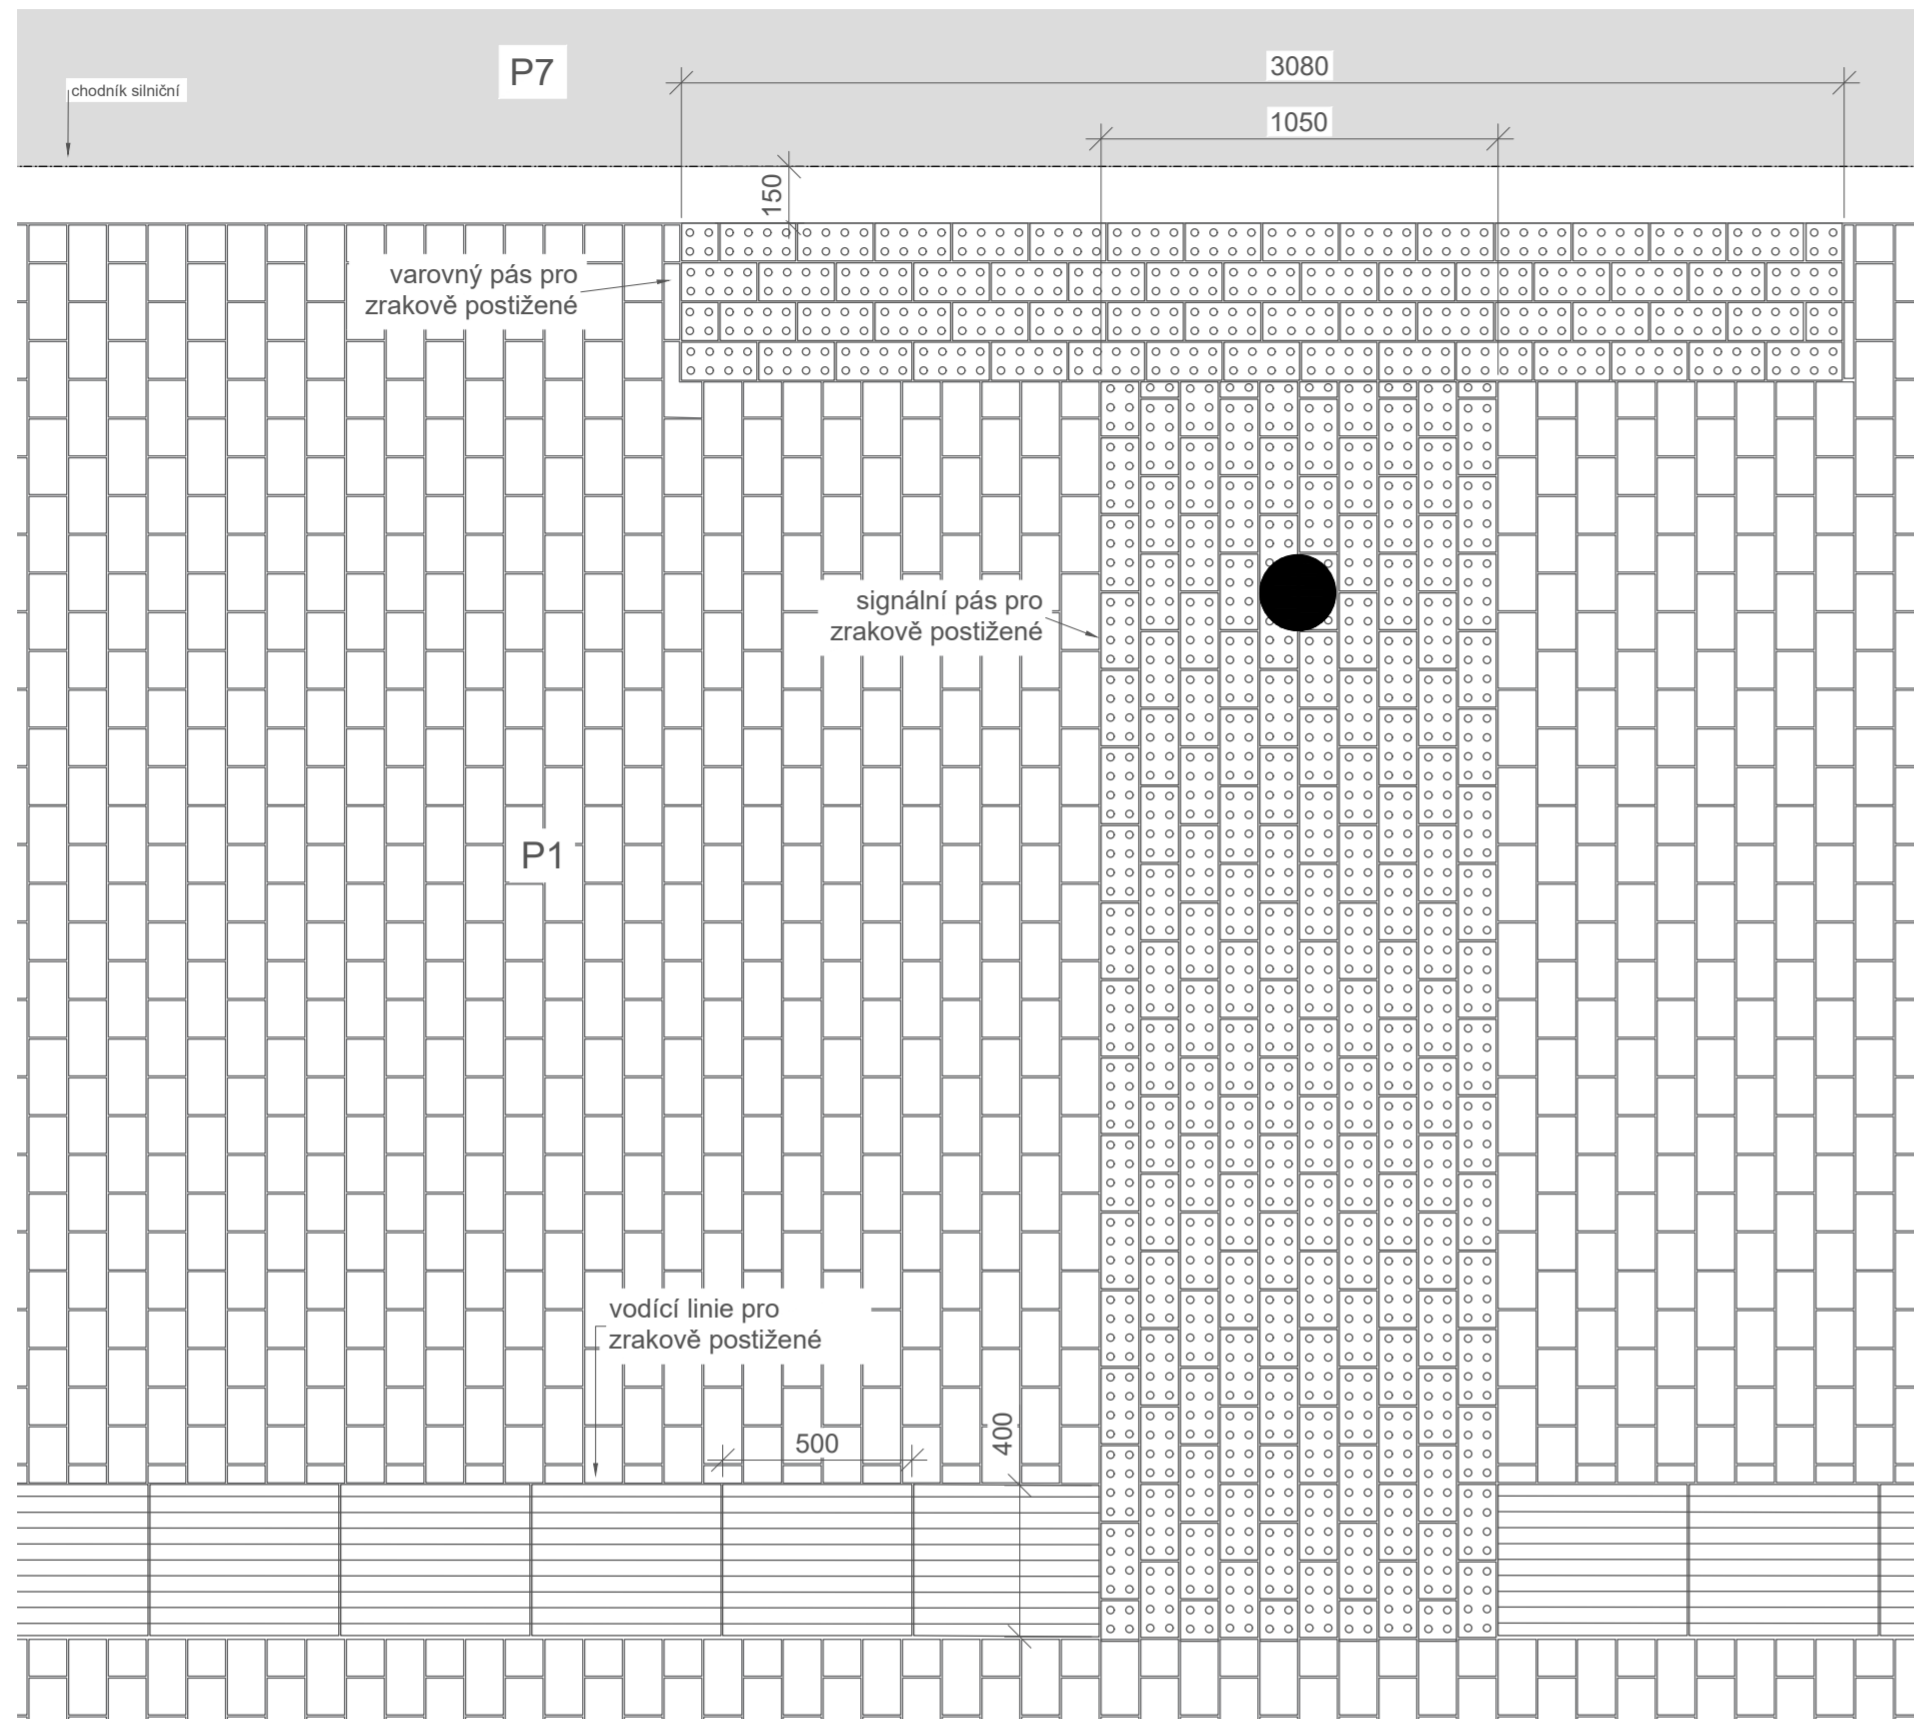 P7
3080
chodník silniční
1050
150
varovný pás pro
zrakově postižené
signální pás pro
zrakově postižené
P1
vodící linie pro
zrakově postižené
500
400